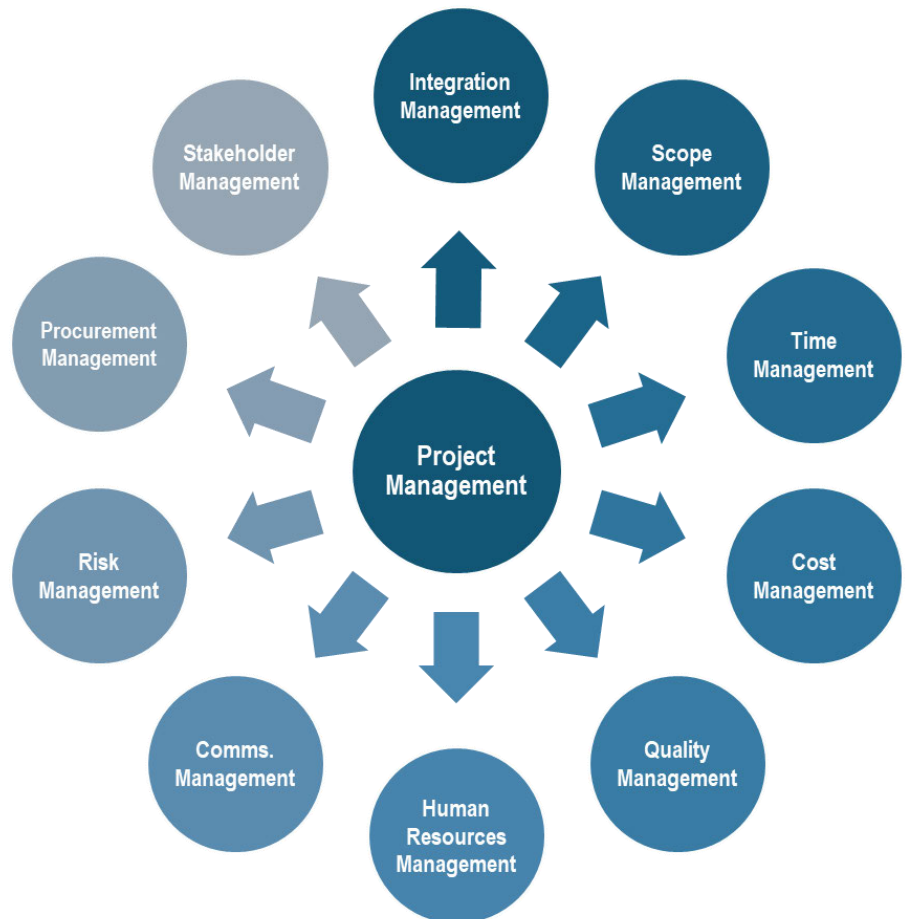 Integration
Management
Scope
Management
Time
Management
Cost
Management
Quality
Management
Human
Resources
Management
Comms.
Management
Risk
Management
Procurement
Management
Stakeholder
Management
Project
Management